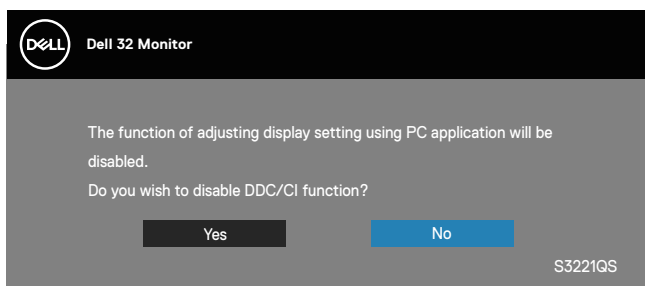 DELL
Dell 32 Monitor
The function of adjusting display setting using PC application will be
disabled.
Do you wish to disable DDC/CI function?
Yes
No
S3221QS